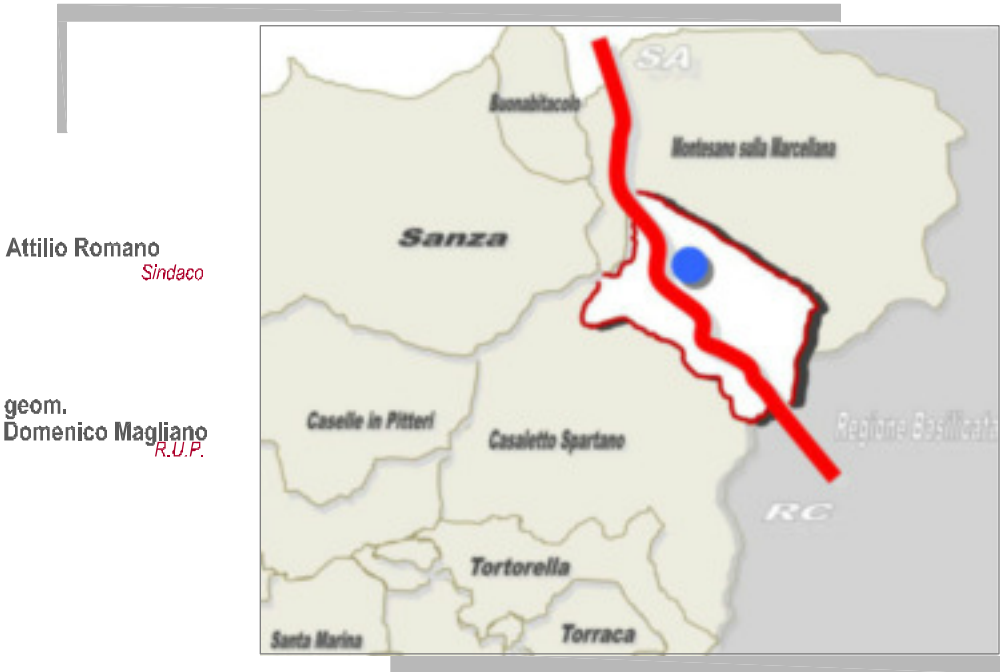 Attilio Romano
Sindaco
geom.
Domenico Magliano
R.U.P.
SA
Buonabitacolo
Montesano sulla Marcellana
Sanza
Caselle in Pitteri
Casaletto Spartano
Regione Basilicata
RC
Tortorella
Santa Marina
Torraca